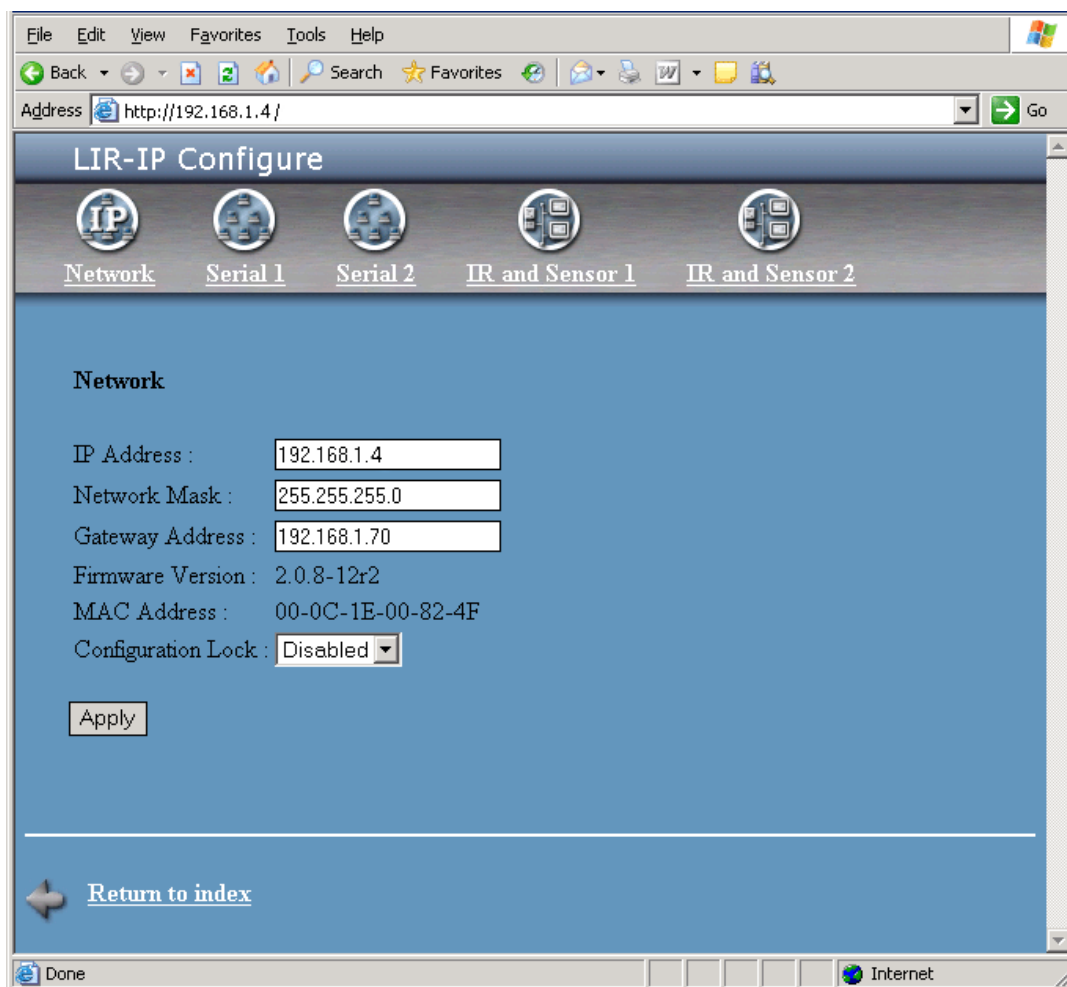 File Edit View Favorites Tools Help
Back Search Favorites W
Address http://192.168.1.4/ Go
LIR-IP Configure
IP
Network Serial 1 Serial 2 IR and Sensor 1 IR and Sensor 2
Network
IP Address : 192.168.1.4
Network Mask : 255.255.255.0
Gateway Address : 192.168.1.70
Firmware Version : 2.0.8-12r2
MAC Address : 00-0C-1E-00-82-4F
Configuration Lock : Disabled
Apply
Return to index
Done Internet